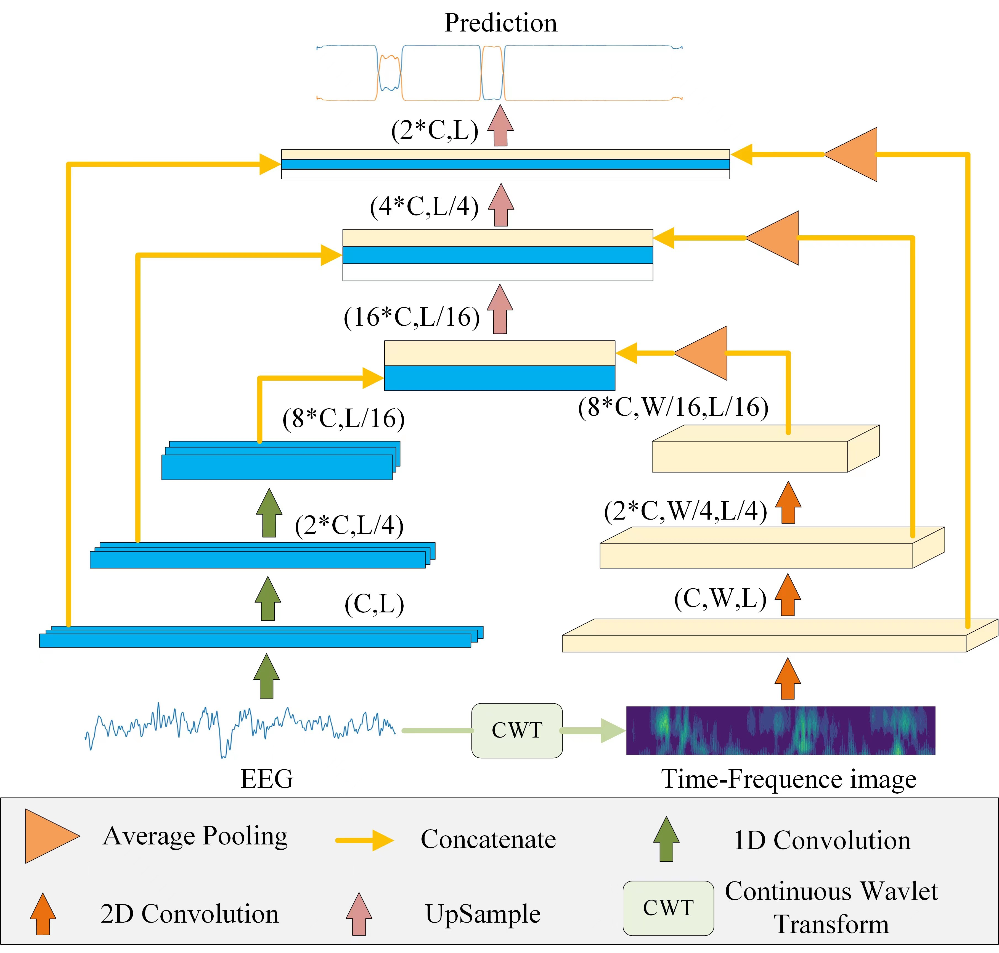 Prediction
(2*C,L)
(4*C,L/4)
(16*C,L/16)
(8*C,L/16)
(8*C,W/16,L/16)
(2*C,L/4)
(2*C,W/4,L/4)
(C,L)
(C,W,L)
CWT
EEG
Time-Frequence image
Average Pooling
Concatenate
1D Convolution
2D Convolution
UpSample
CWT
Continuous Wavlet
Transform